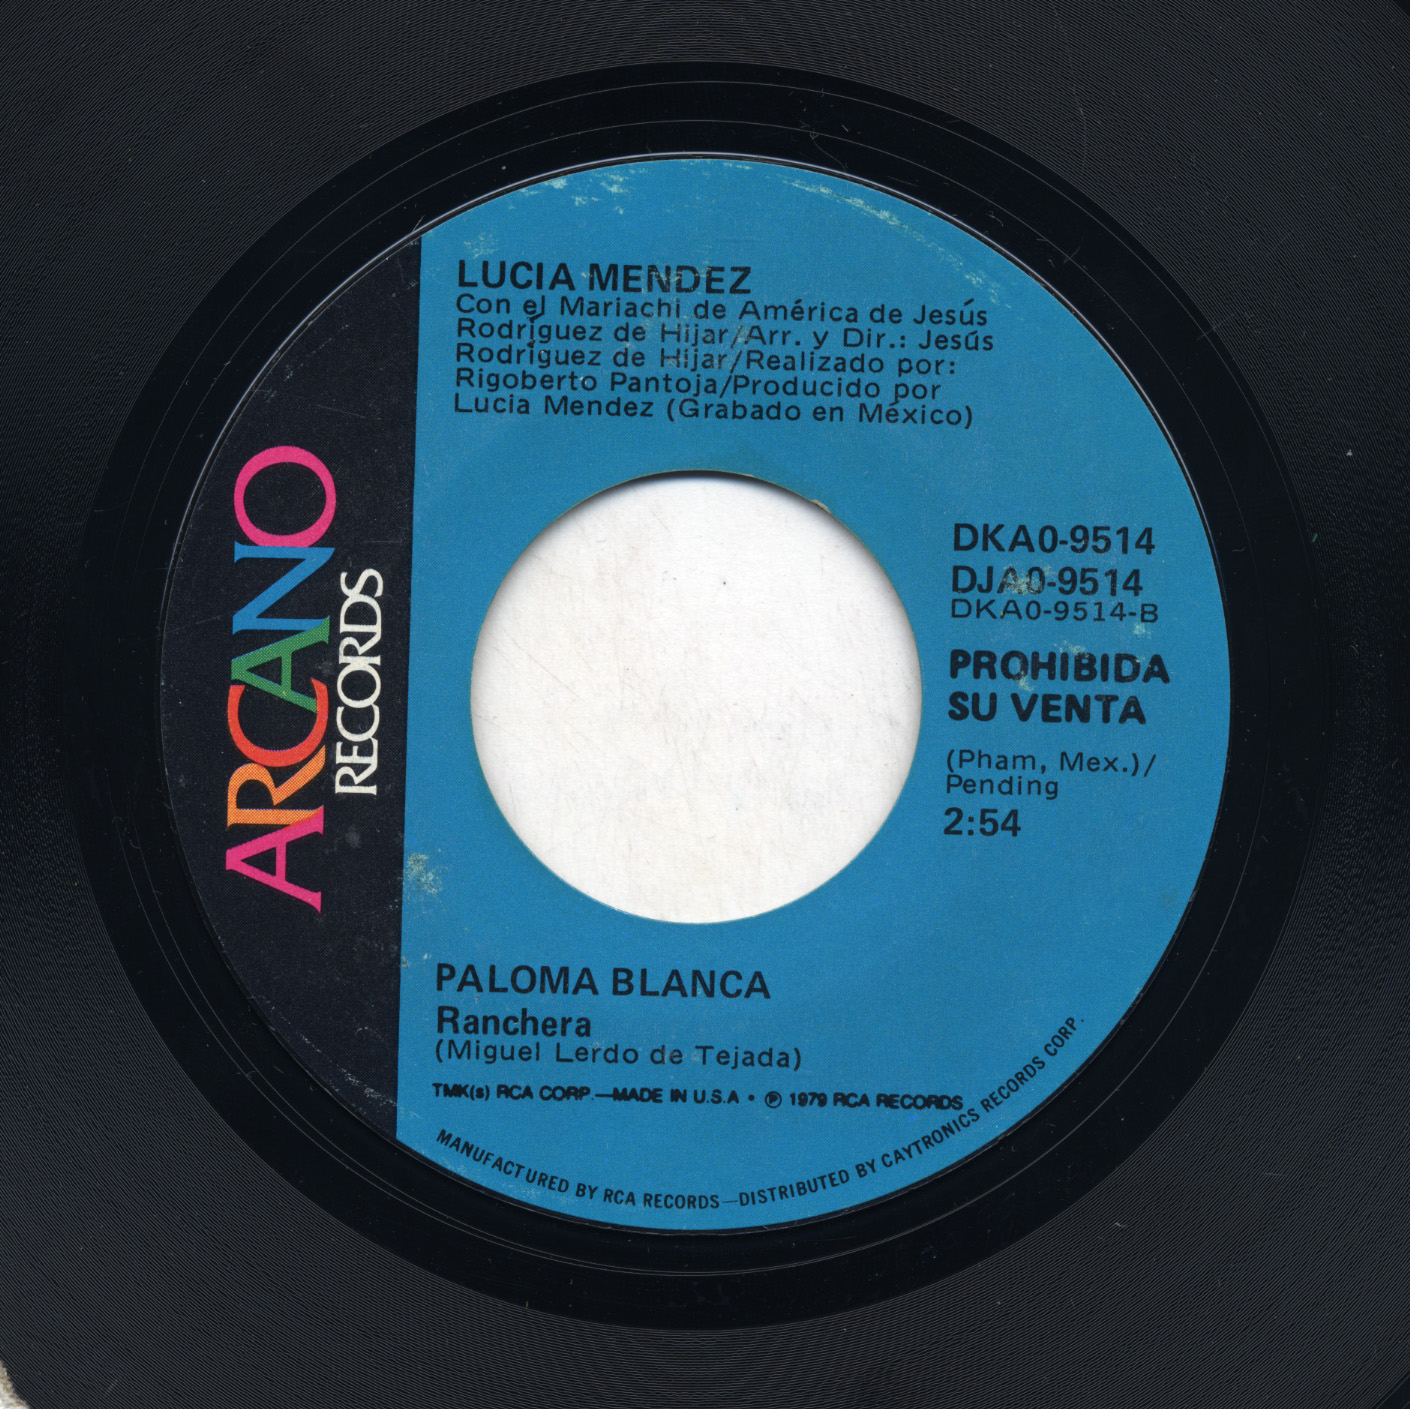 LUCIA MENDEZ
Con el Mariachi de América de Jesús
Rodríguez de Hijar/Arr. y Dir.: Jesús
Rodríguez de Hijar/Realizado por:
Rigoberto Pantoja/Producido por
Lucia Mendez (Grabado en México)
ARCANO
RECORDS
DKA0-9514
DJA0-9514
DKA0-9514-B
PROHIBIDA
SU VENTA
(Pham, Mex.)/
Pending
2:54
PALOMA BLANCA
Ranchera
(Miguel Lerdo de Tejada)
TMK(s) RCA CORP.—MADE IN U.S.A • ℗ 1979 RCA RECORDS
MANUFACTURED BY RCA RECORDS—DISTRIBUTED BY CAYTRONICS RECORDS CORP.